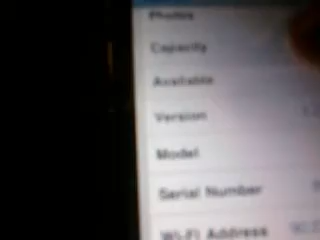 Photos
Capacity
Available
Version
Model
Serial Number
Wi-Fi Address